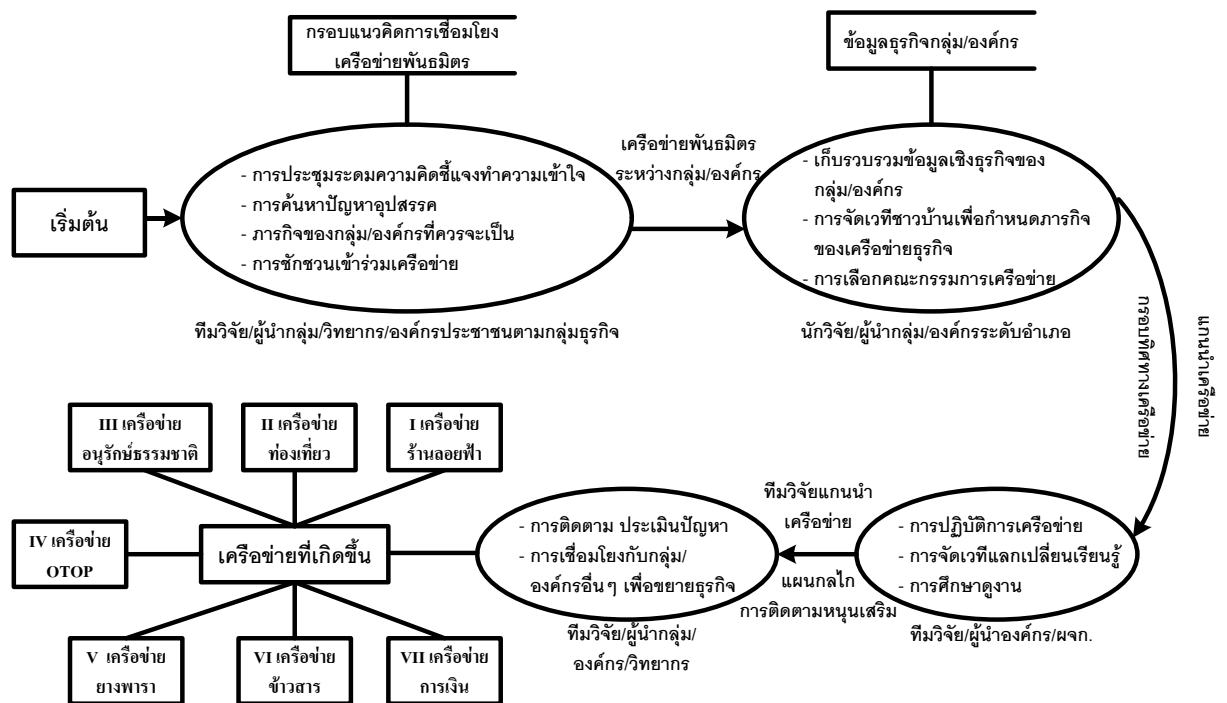 กรอบแนวคิดการเชื่อมโยง
เครือข่ายพันธมิตร
ข้อมูลธุรกิจกลุ่ม/องค์กร
เริ่มต้น
- การประชุมระดมความคิดชี้แจงทำความเข้าใจ
- การค้นหาปัญหาอุปสรรค
- ภารกิจของกลุ่ม/องค์กรที่ควรจะเป็น
- การชักชวนเข้าร่วมเครือข่าย
ทีมวิจัย/ผู้นำกลุ่ม/วิทยากร/องค์กรประชาชนตามกลุ่มธุรกิจ
เครือข่ายพันธมิตร
ระหว่างกลุ่ม/องค์กร
- เก็บรวบรวมข้อมูลเชิงธุรกิจของ
กลุ่ม/องค์กร
- การจัดเวทีชาวบ้านเพื่อกำหนดภารกิจ
ของเครือข่ายธุรกิจ
- การเลือกคณะกรรมการเครือข่าย
นักวิจัย/ผู้นำกลุ่ม/องค์กรระดับอำเภอ
แกนนำเครือข่าย
กรอบทิศทางเครือข่าย
- การปฏิบัติการเครือข่าย
- การจัดเวทีแลกเปลี่ยนเรียนรู้
- การศึกษาดูงาน
ทีมวิจัย/ผู้นำองค์กร/ผจก.
ทีมวิจัยแกนนำ
เครือข่าย
แผนกลไก
การติดตามหนุนเสริม
- การติดตาม ประเมินปัญหา
- การเชื่อมโยงกับกลุ่ม/
องค์กรอื่นๆ เพื่อขยายธุรกิจ
ทีมวิจัย/ผู้นำกลุ่ม/
องค์กร/วิทยากร
เครือข่ายที่เกิดขึ้น
I เครือข่าย
ร้านลอยฟ้า
II เครือข่าย
ท่องเที่ยว
III เครือข่าย
อนุรักษ์ธรรมชาติ
IV เครือข่าย
OTOP
V เครือข่าย
ยางพารา
VI เครือข่าย
ข้าวสาร
VII เครือข่าย
การเงิน